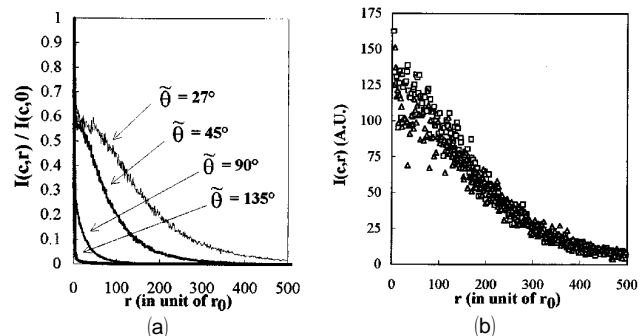 I(c,r) / I(c,0)
1
0.9
0.8
0.7
0.6
0.5
0.4
0.3
0.2
0.1
0
θ̃ = 27°
θ̃ = 45°
θ̃ = 90°
θ̃ = 135°
0 100 200 300 400 500
r (in unit of r₀)
(a)
I(c,r) (A.U.)
175
150
125
100
75
50
25
0
0 100 200 300 400 500
r (in unit of r₀)
(b)